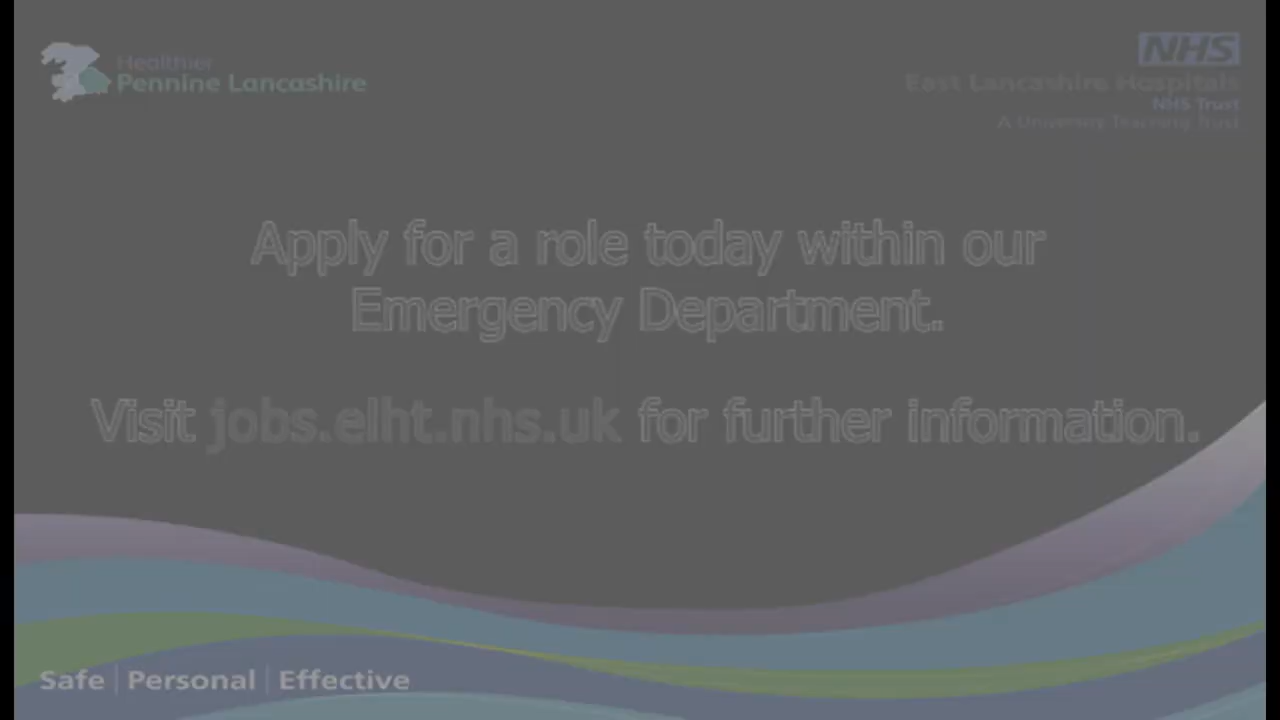 Healthier
Pennine Lancashire
NHS
East Lancashire Hospitals
NHS Trust
A University Teaching Trust
Apply for a role today within our
Emergency Department.
Visit jobs.elht.nhs.uk for further information.
Safe | Personal | Effective